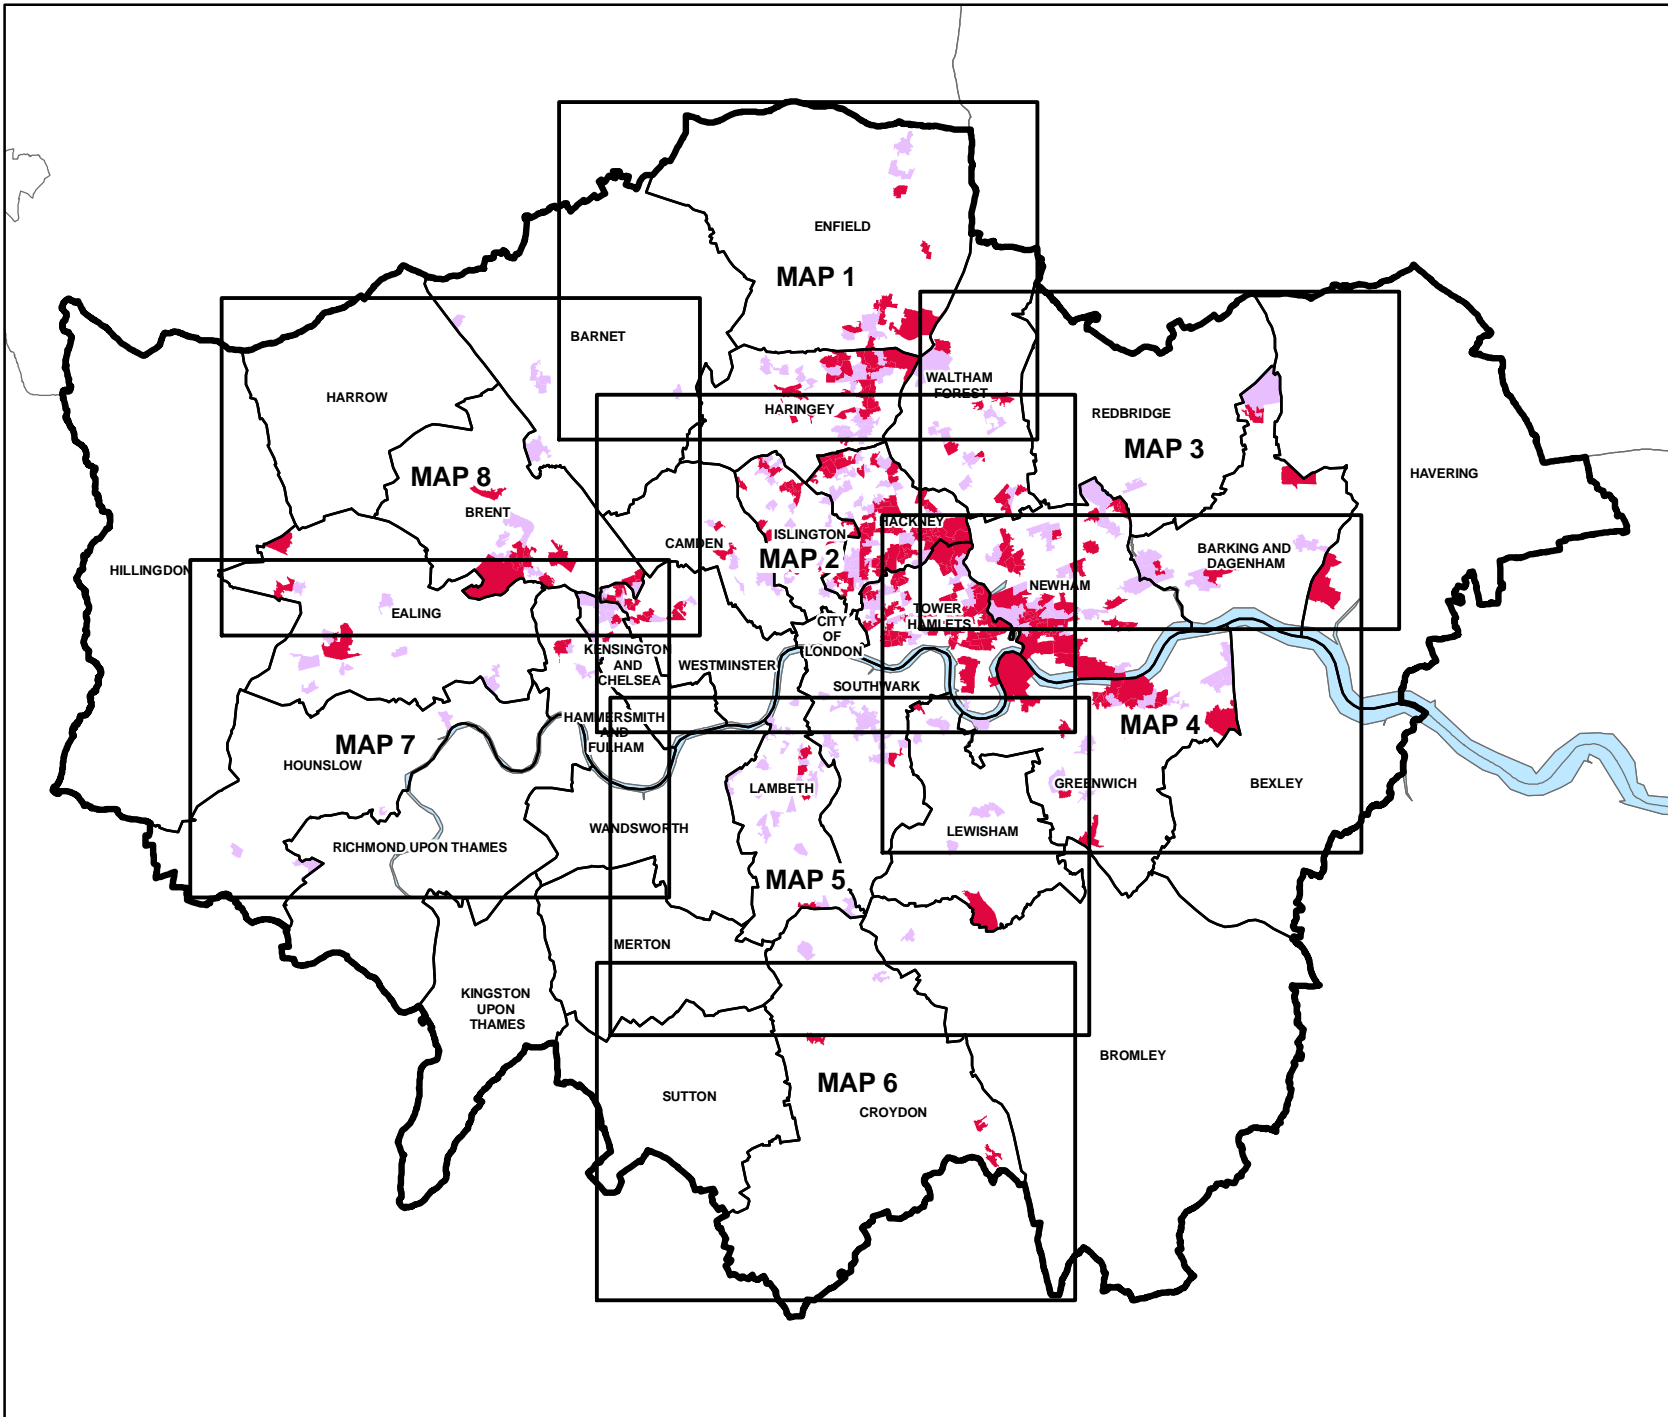 ENFIELD
MAP 1
BARNET
WALTHAM
FOREST
HARROW
HARINGEY
REDBRIDGE
MAP 3
HAVERING
MAP 8
BRENT
HACKNEY
ISLINGTON
CAMDEN
MAP 2
BARKING AND
DAGENHAM
HILLINGDON
NEWHAM
EALING
TOWER
HAMLETS
CITY
OF
LONDON
KENSINGTON
AND
CHELSEA
WESTMINSTER
SOUTHWARK
HAMMERSMITH
AND
FULHAM
MAP 4
MAP 7
HOUNSLOW
LAMBETH
GREENWICH
BEXLEY
WANDSWORTH
LEWISHAM
RICHMOND UPON THAMES
MAP 5
MERTON
KINGSTON
UPON
THAMES
BROMLEY
MAP 6
SUTTON
CROYDON